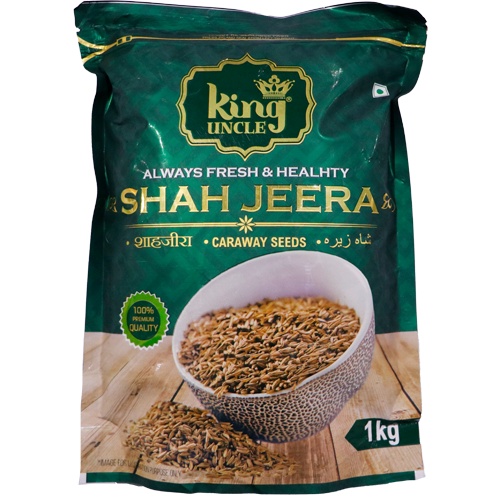 king®
UNCLE
ALWAYS FRESH & HEALHTY
SHAH JEERA
शाहजीरा • CARAWAY SEEDS • شاہ زیرہ
100%
PREMIUM
QUALITY
1kg